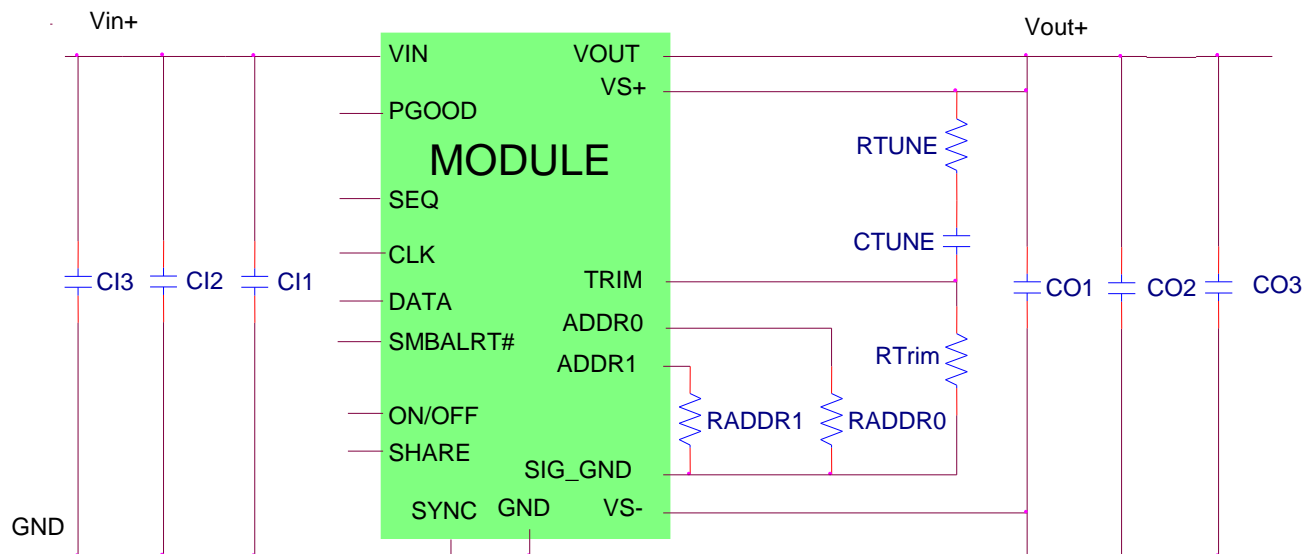 Vin+
Vout+
VIN
VOUT
VS+
PGOOD
RTUNE
MODULE
SEQ
CTUNE
CLK
TRIM
CI3
CI2
CI1
DATA
CO1
CO2
CO3
ADDR0
SMBALRT#
RTrim
ADDR1
ON/OFF
RADDR1
RADDR0
SHARE
SIG_GND
SYNC
GND
VS-
GND